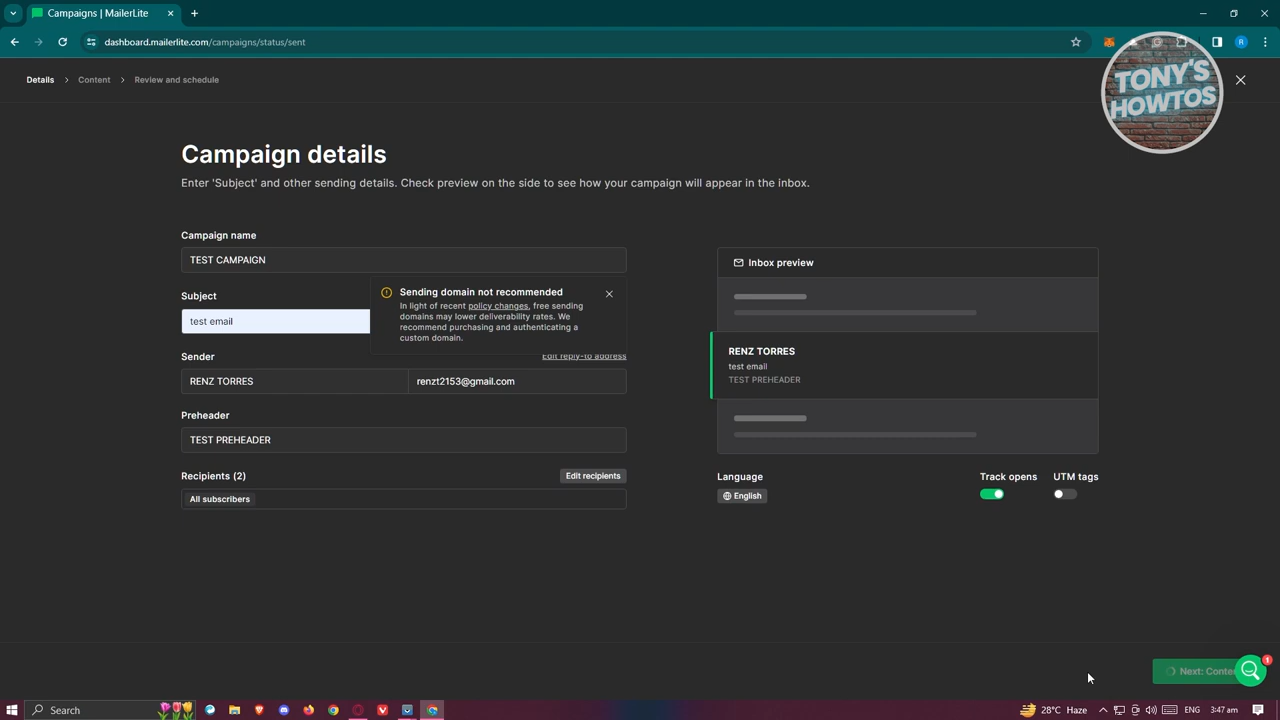 Campaigns | MailerLite
dashboard.mailerlite.com/campaigns/status/sent
R
Details
Content
Review and schedule
TONY'S
HOWTOS
Campaign details
Enter 'Subject' and other sending details. Check preview on the side to see how your campaign will appear in the inbox.
Campaign name
TEST CAMPAIGN
Subject
test email
Sending domain not recommended
In light of recent policy changes, free sending
domains may lower deliverability rates. We
recommend purchasing and authenticating a
custom domain.
Sender
Edit reply-to address
RENZ TORRES
renzt2153@gmail.com
Preheader
TEST PREHEADER
Recipients (2)
Edit recipients
All subscribers
Inbox preview
RENZ TORRES
test email
TEST PREHEADER
Language
English
Track opens
UTM tags
Next: Conte
1
Search
28°C Haze
ENG
3:47 am